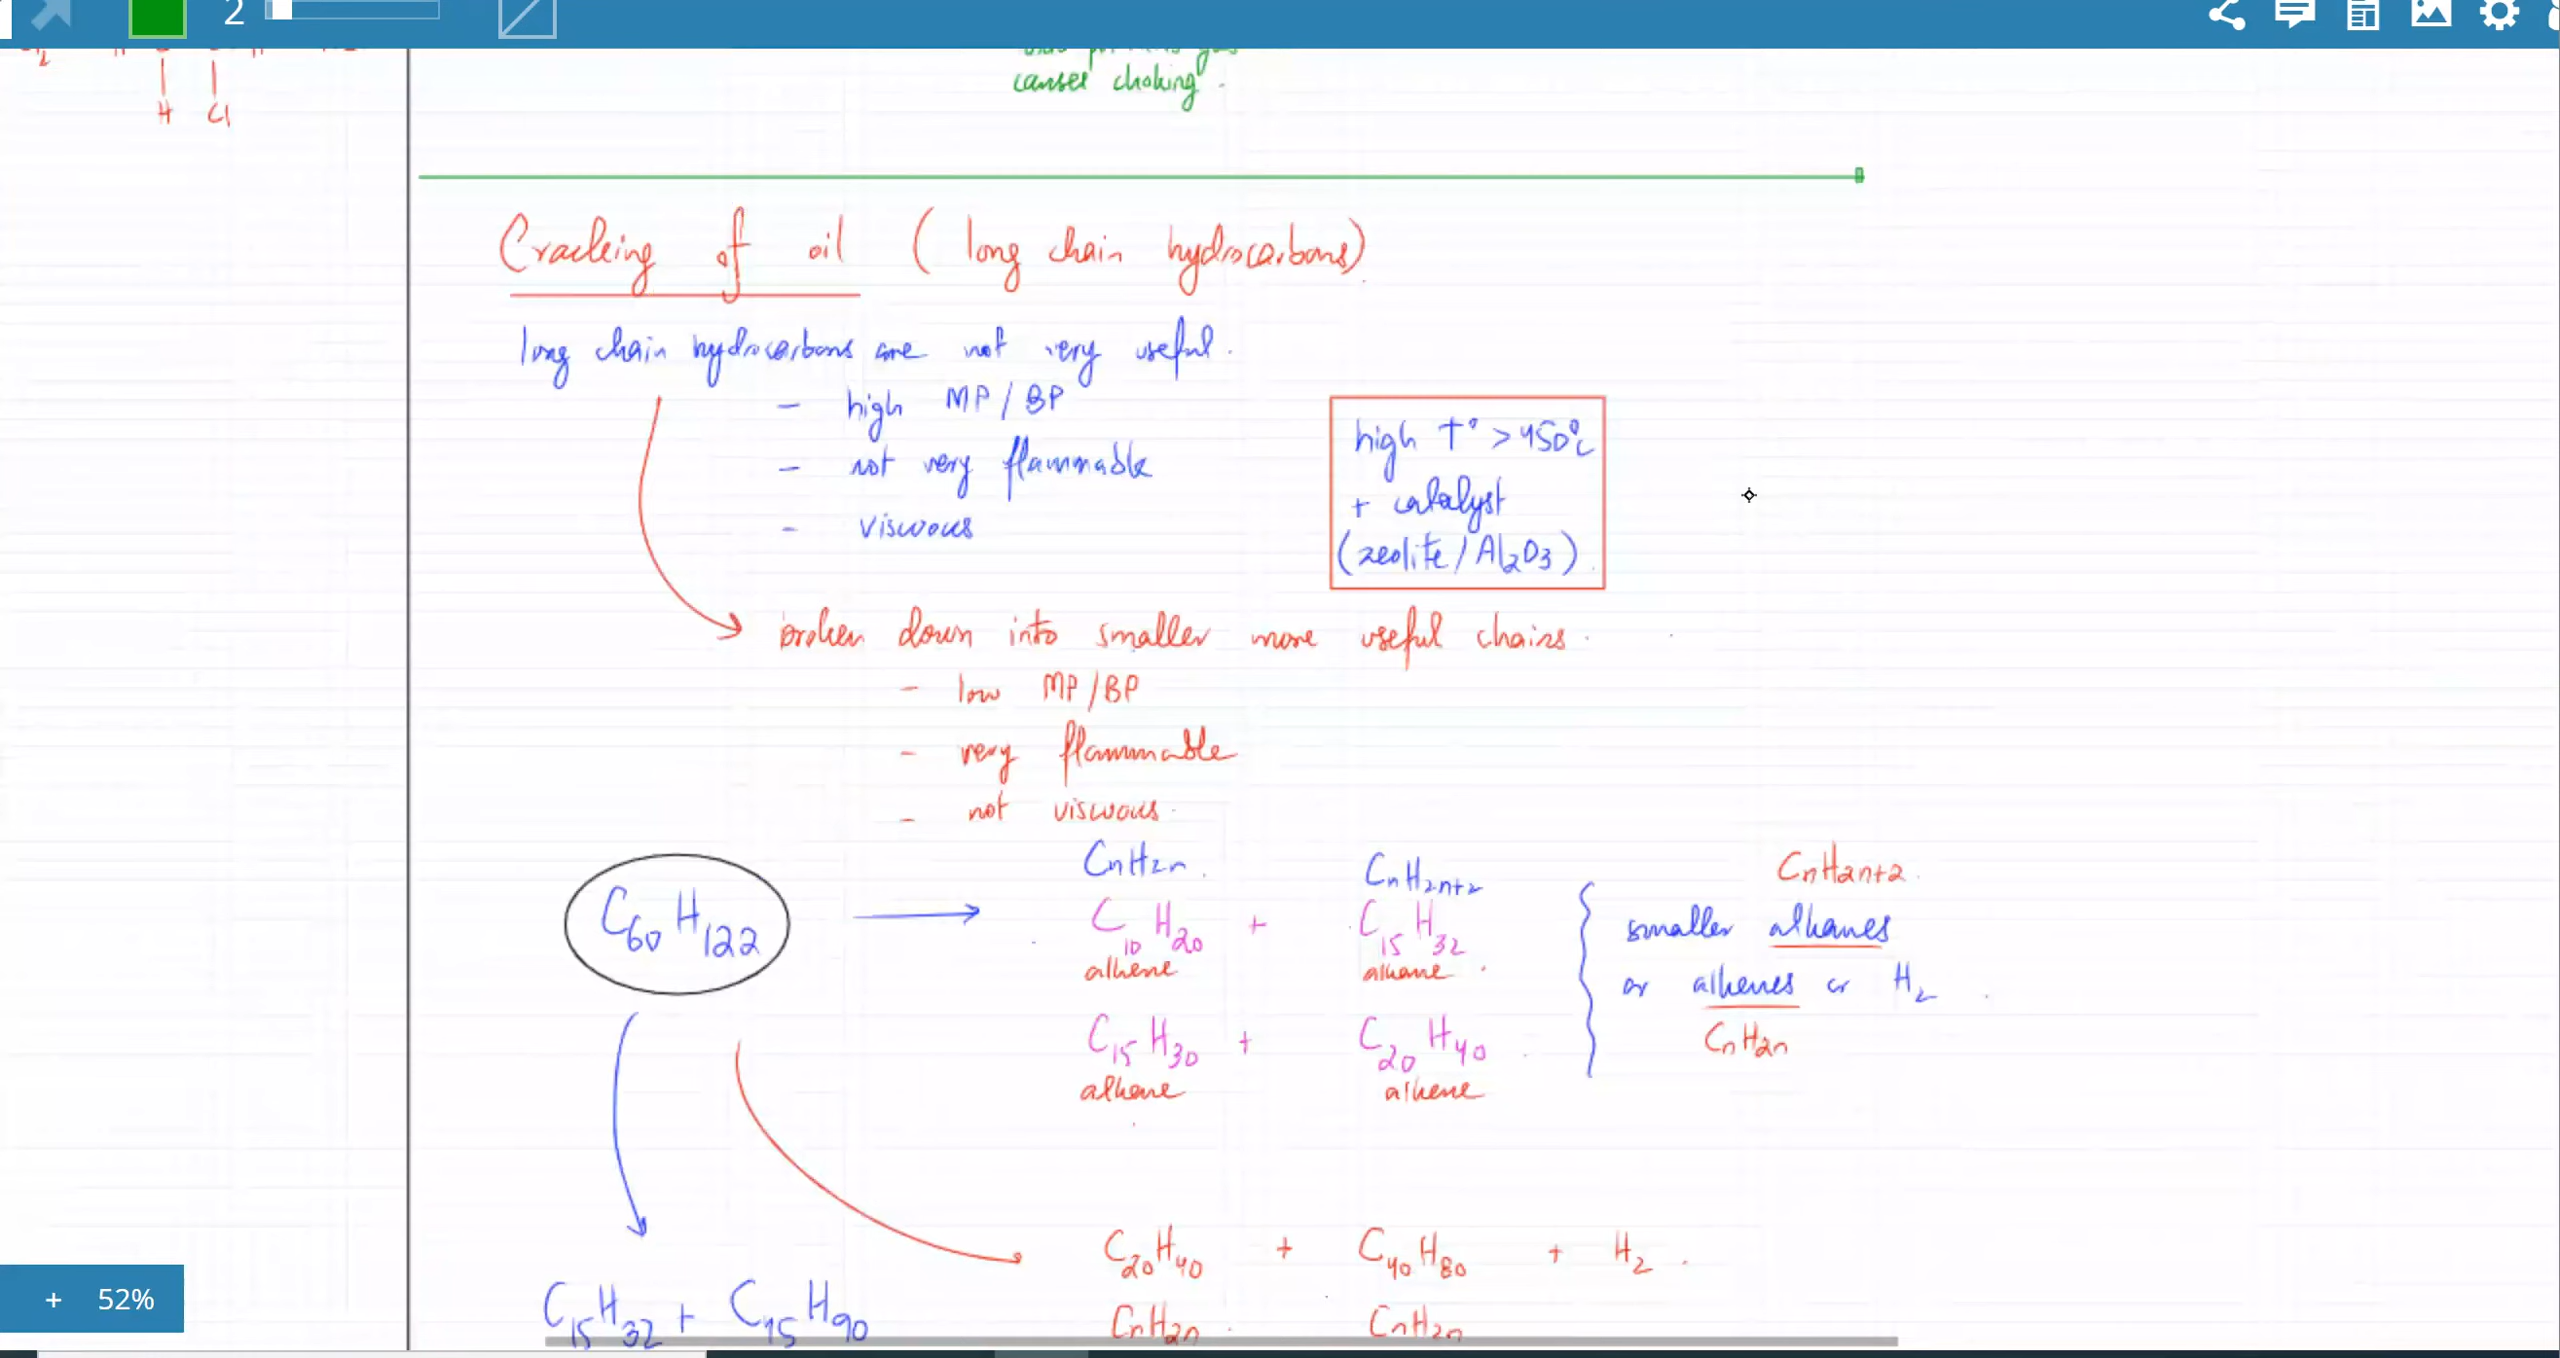 2
H Cl
causes choking.
Cracking of oil (long chain hydrocarbons)
long chain hydrocarbons are not very useful.
- high MP/BP
- not very flammable
- viscous
high T° > 450°C
+ catalyst
(zeolite/Al₂O₃)
broken down into smaller more useful chains.
- low MP/BP
- very flammable
- not viscous.
CnH2n. CnH2n+2 CnH2n+2.
C₆₀H₁₂₂ → C₁₀H₂₀ + C₁₅H₃₂ smaller alkanes
alkene alkane. or alkenes or H₂.
C₁₅H₃₀ + C₂₀H₄₀ CnH2n
alkene alkene
C₂₀H₄₀ + C₄₀H₈₀ + H₂.
C₁₅H₃₂ + C₄₅H₉₀ CnH2n. CnH2n
+ 52%